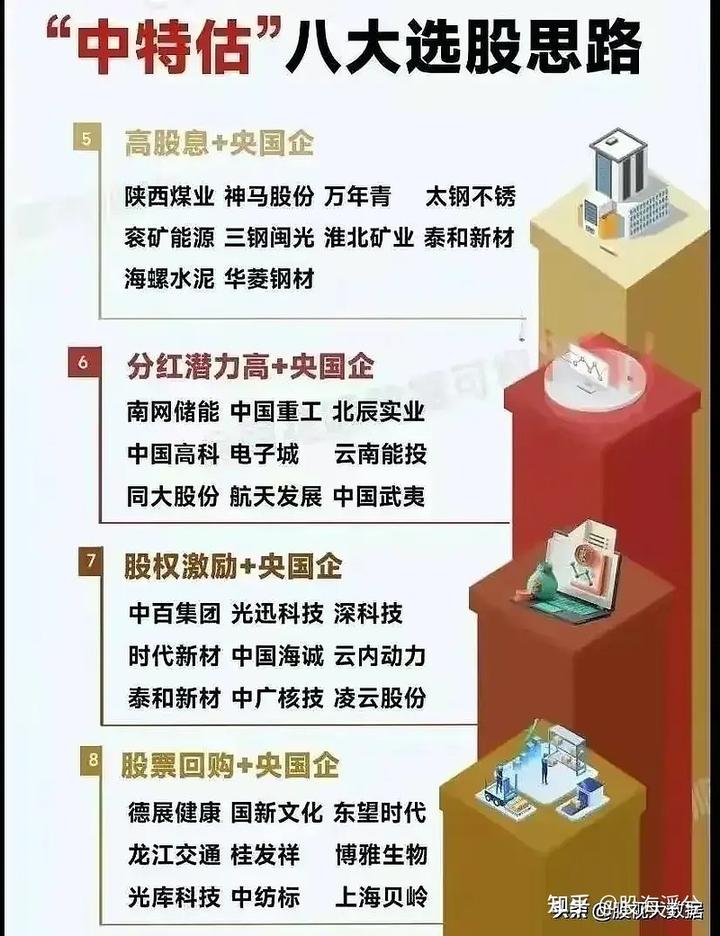 “中特估”八大选股思路
5 高股息+央国企
陕西煤业 神马股份 万年青 太钢不锈
兖矿能源 三钢闽光 淮北矿业 泰和新材
海螺水泥 华菱钢材
6 分红潜力高+央国企
南网储能 中国重工 北辰实业
中国高科 电子城 云南能投
同大股份 航天发展 中国武夷
7 股权激励+央国企
中百集团 光迅科技 深科技
时代新材 中国海诚 云内动力
泰和新材 中广核技 凌云股份
8 股票回购+央国企
德展健康 国新文化 东望时代
龙江交通 桂发祥 博雅生物
光库科技 中纺标 上海贝岭
知乎 @股海浮兮
头条 @股视大数据